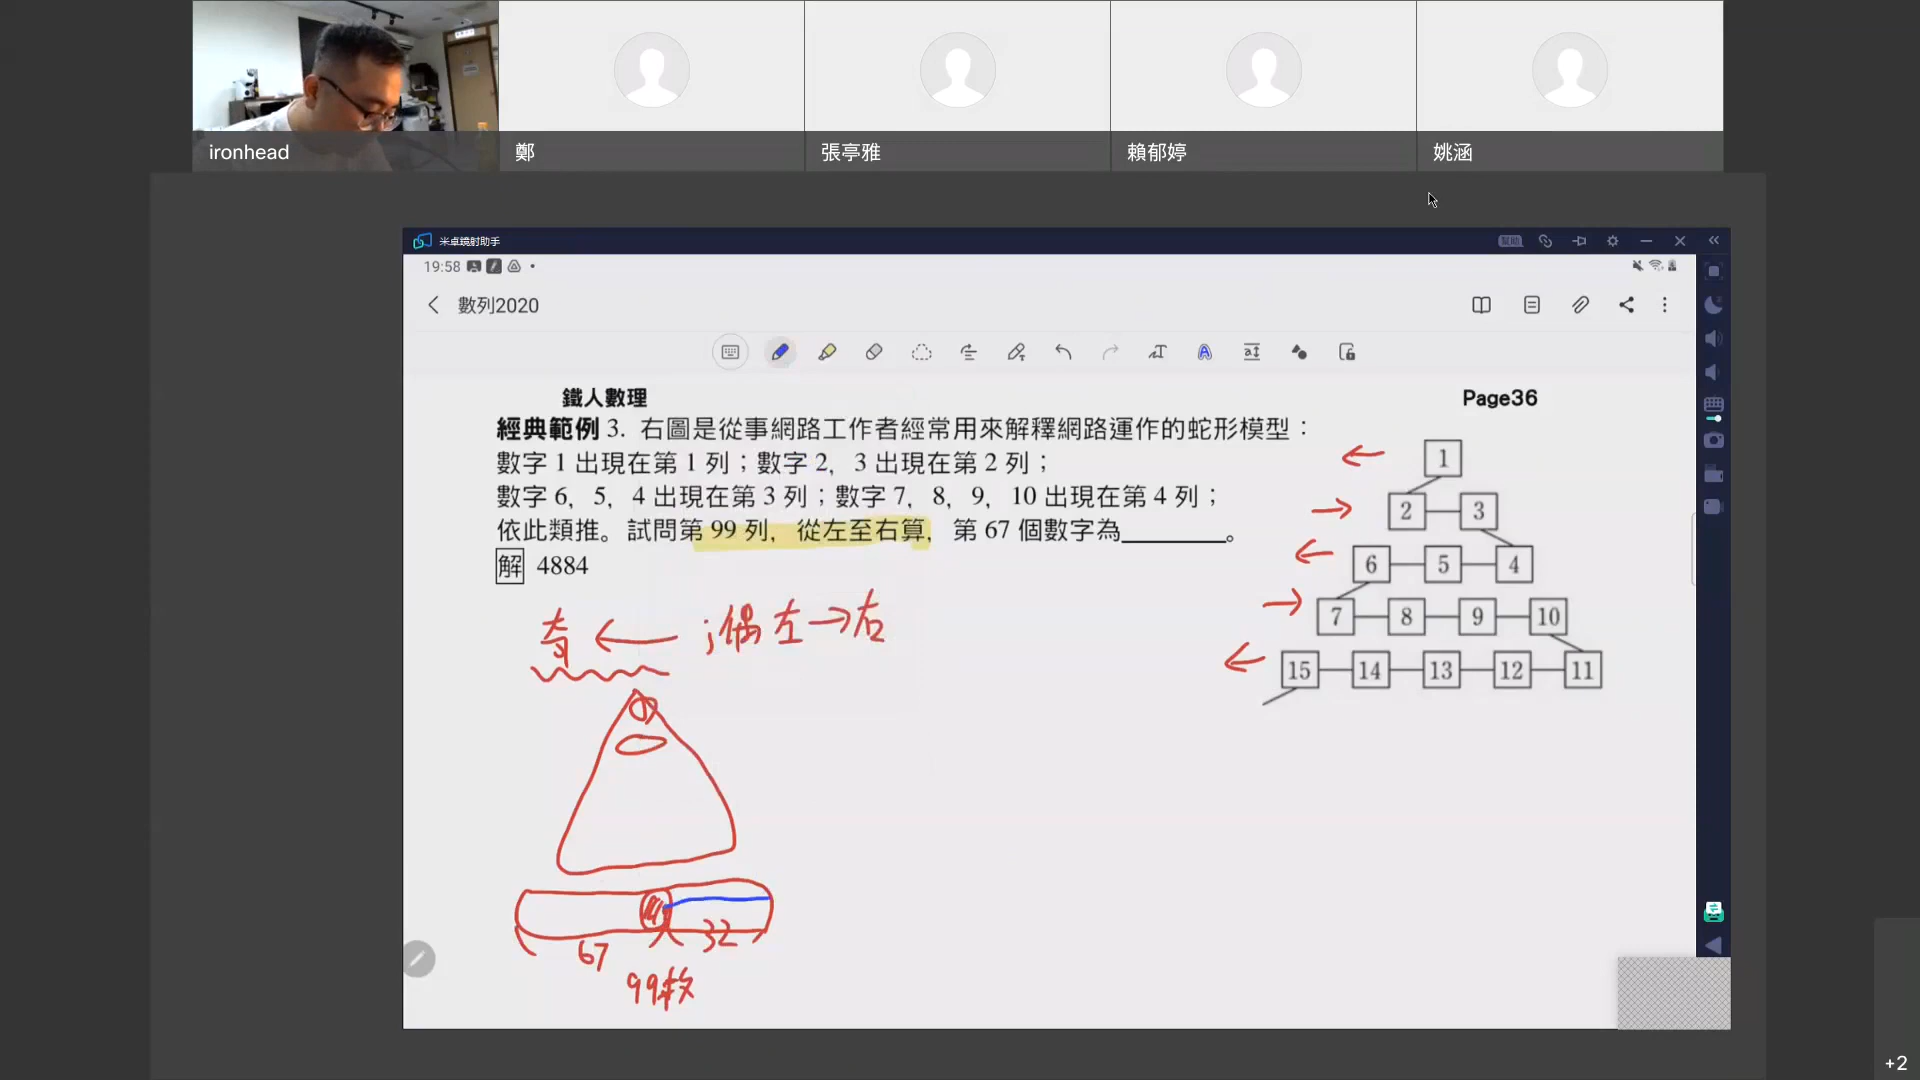 ironhead
鄭
張亭雅
賴郁婷
姚涵
米卓鏡射助手
19:58
數列2020
鐵人數理
Page36
經典範例 3. 右圖是從事網路工作者經常用來解釋網路運作的蛇形模型：
數字 1 出現在第 1 列；數字 2，3 出現在第 2 列；
數字 6，5，4 出現在第 3 列；數字 7，8，9，10 出現在第 4 列；
依此類推。試問第 99 列，從左至右算，第 67 個數字為________。
解 4884
1
2 3
6 5 4
7 8 9 10
15 14 13 12 11
奇 ← ；偶 左→右
67 32
99數
+2